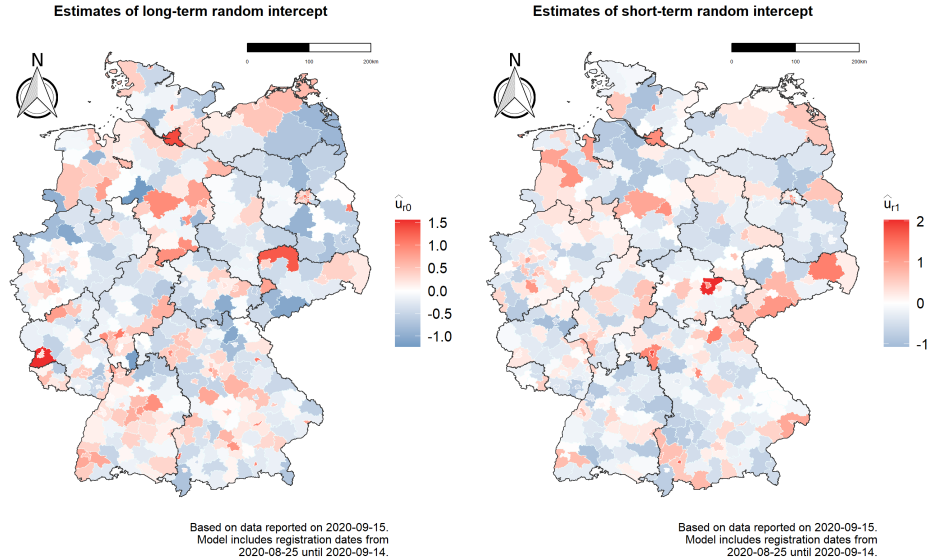 Estimates of long-term random intercept
Estimates of short-term random intercept
N
0 100 200km
N
0 100 200km
û r0
1.5
1.0
0.5
0.0
-0.5
-1.0
û r1
2
1
0
-1
Based on data reported on 2020-09-15.
Model includes registration dates from
2020-08-25 until 2020-09-14.
Based on data reported on 2020-09-15.
Model includes registration dates from
2020-08-25 until 2020-09-14.